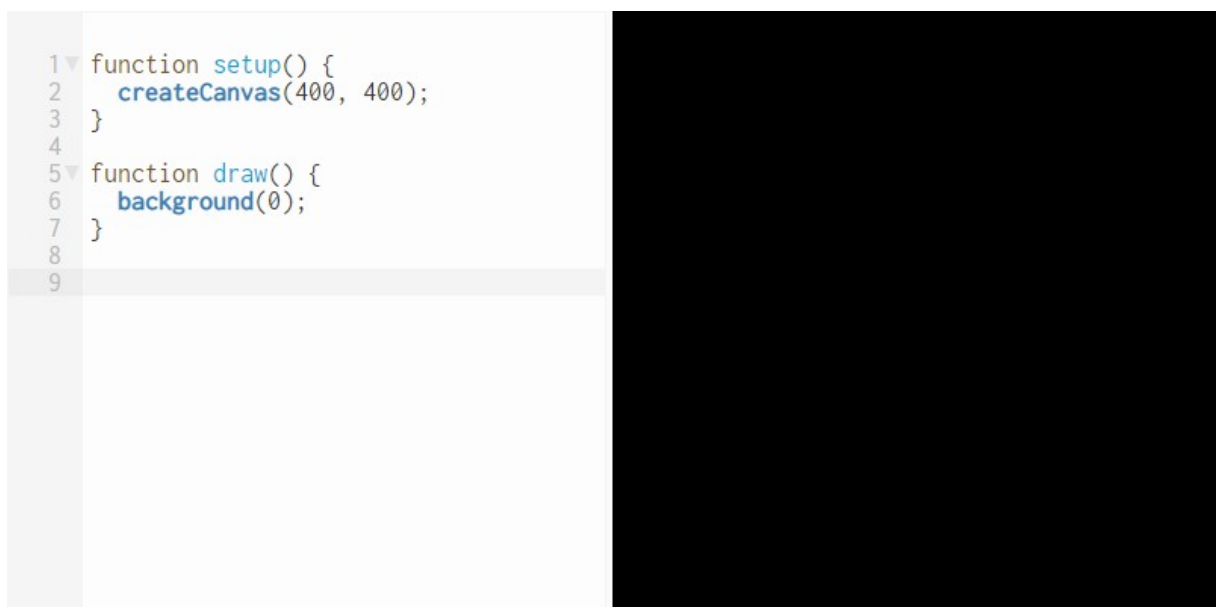 1 function setup() {
2 createCanvas(400, 400);
3 }
4
5 function draw() {
6 background(0);
7 }
8
9